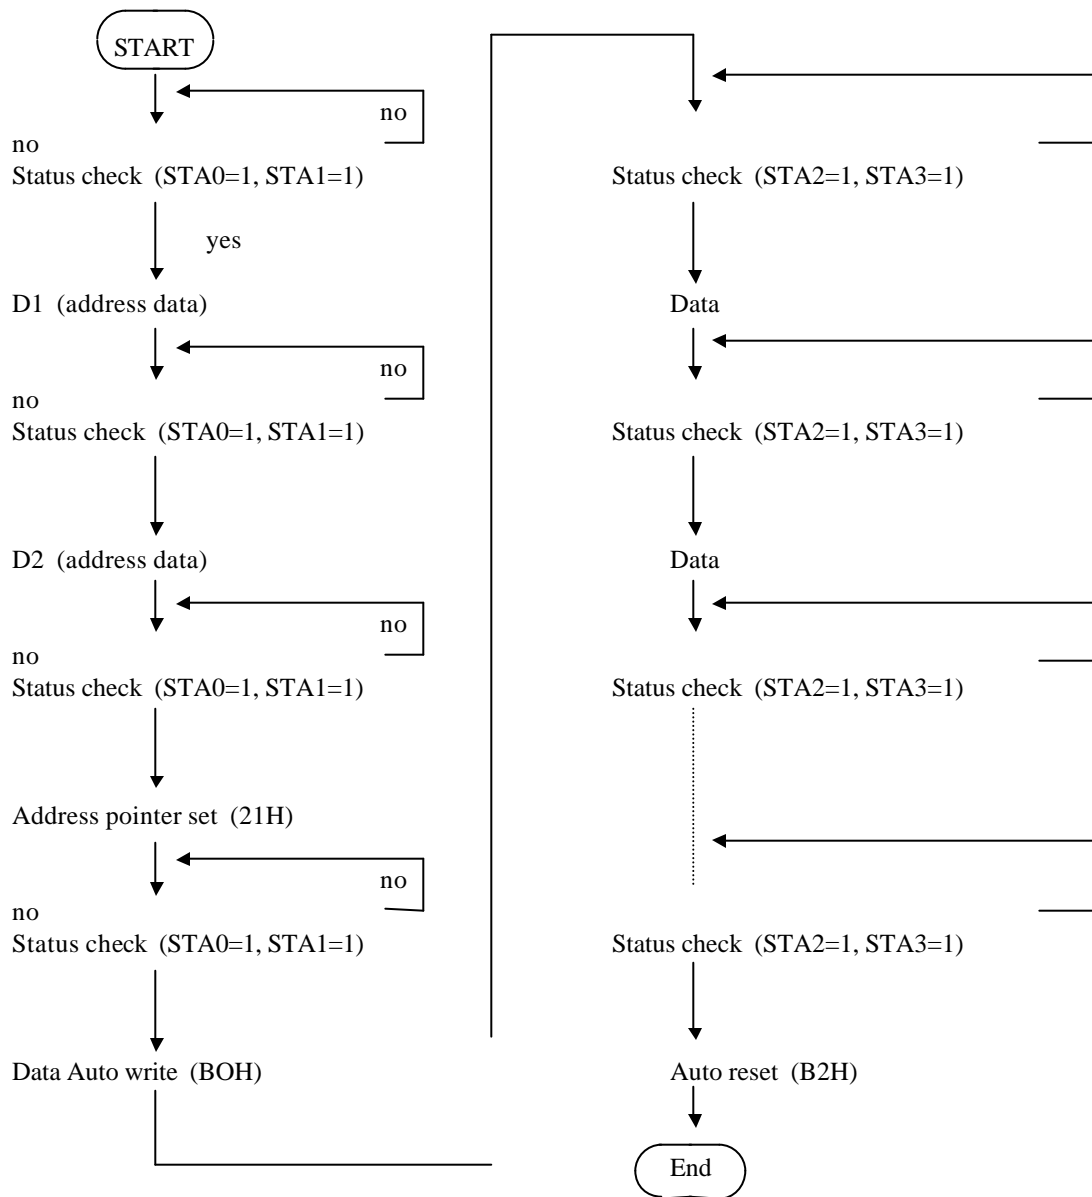 START
no
no
Status check (STA0=1, STA1=1)
yes
D1 (address data)
no
no
Status check (STA0=1, STA1=1)
D2 (address data)
no
no
Status check (STA0=1, STA1=1)
Address pointer set (21H)
no
no
Status check (STA0=1, STA1=1)
Data Auto write (BOH)
Status check (STA2=1, STA3=1)
Data
Status check (STA2=1, STA3=1)
Data
Status check (STA2=1, STA3=1)
Status check (STA2=1, STA3=1)
Auto reset (B2H)
End